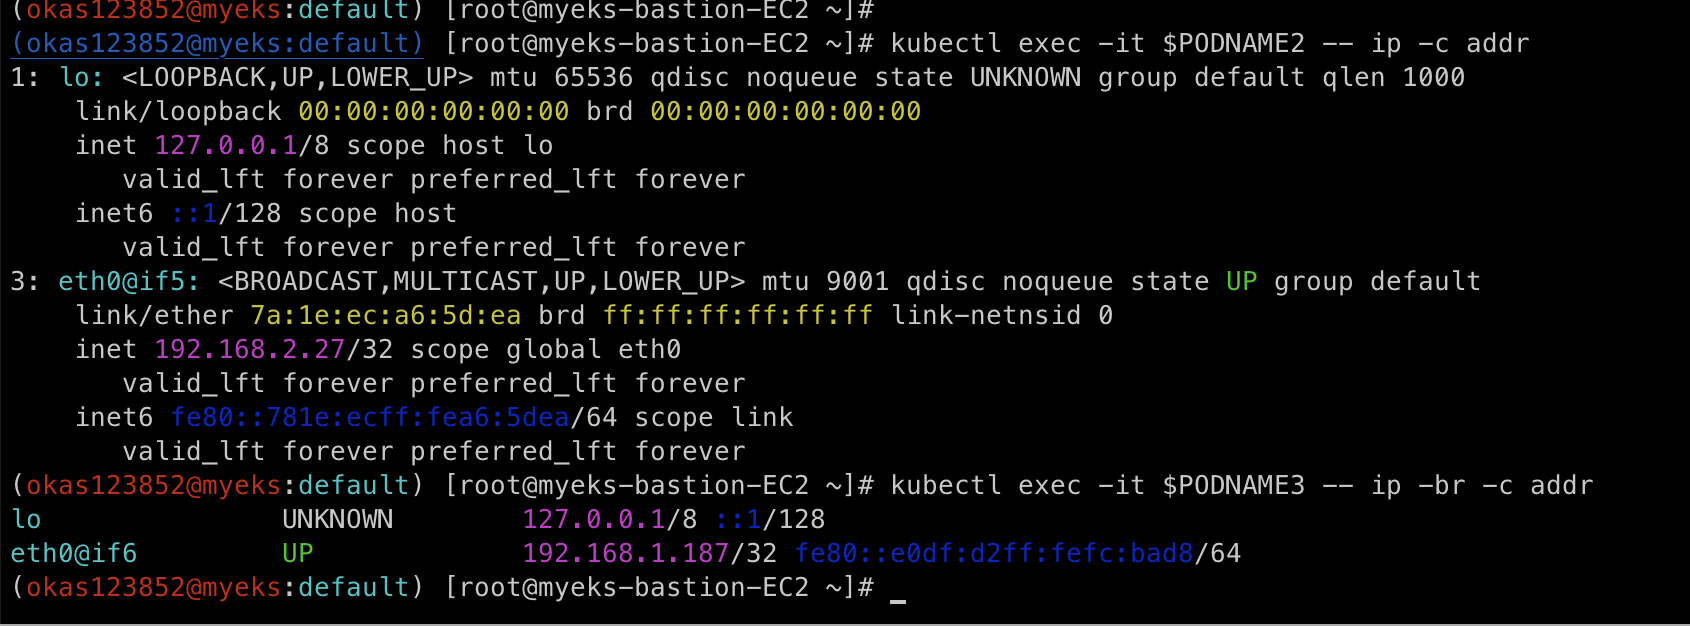 (okas123852@myeks:default) [root@myeks-bastion-EC2 ~]#
(okas123852@myeks:default) [root@myeks-bastion-EC2 ~]# kubectl exec -it $PODNAME2 -- ip -c addr
1: lo: <LOOPBACK,UP,LOWER_UP> mtu 65536 qdisc noqueue state UNKNOWN group default qlen 1000
    link/loopback 00:00:00:00:00:00 brd 00:00:00:00:00:00
    inet 127.0.0.1/8 scope host lo
       valid_lft forever preferred_lft forever
    inet6 ::1/128 scope host
       valid_lft forever preferred_lft forever
3: eth0@if5: <BROADCAST,MULTICAST,UP,LOWER_UP> mtu 9001 qdisc noqueue state UP group default
    link/ether 7a:1e:ec:a6:5d:ea brd ff:ff:ff:ff:ff:ff link-netnsid 0
    inet 192.168.2.27/32 scope global eth0
       valid_lft forever preferred_lft forever
    inet6 fe80::781e:ecff:fea6:5dea/64 scope link
       valid_lft forever preferred_lft forever
(okas123852@myeks:default) [root@myeks-bastion-EC2 ~]# kubectl exec -it $PODNAME3 -- ip -br -c addr
lo               UNKNOWN        127.0.0.1/8 ::1/128
eth0@if6         UP             192.168.1.187/32 fe80::e0df:d2ff:fefc:bad8/64
(okas123852@myeks:default) [root@myeks-bastion-EC2 ~]# _